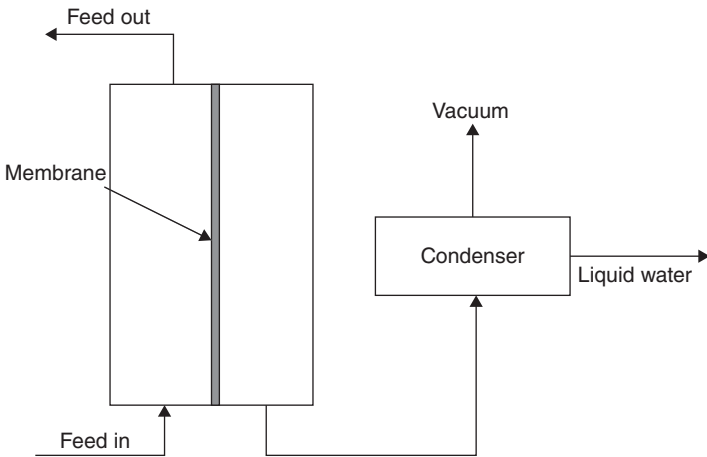 Feed out
Vacuum
Membrane
Condenser
Liquid water
Feed in